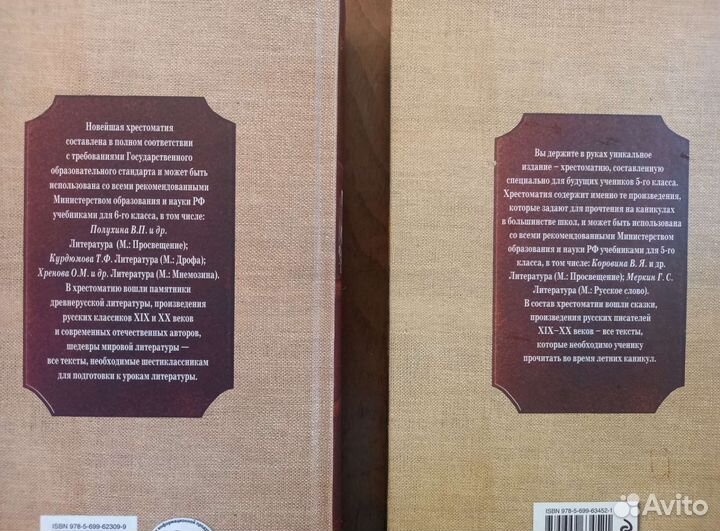 Новейшая хрестоматия
составлена в полном соответствии
с требованиями Государственного
образовательного стандарта и может быть
использована со всеми рекомендованными
Министерством образования и науки РФ
учебниками для 6-го класса, в том числе:
Полухина В.П. и др.
Литература (М.: Просвещение);
Курдюмова Т.Ф. Литература (М.: Дрофа);
Хренова О.М. и др. Литература (М.: Мнемозина).
В хрестоматию вошли памятники
древнерусской литературы, произведения
русских классиков XIX и XX веков
и современных отечественных авторов,
шедевры мировой литературы —
все тексты, необходимые шестиклассникам
для подготовки к урокам литературы.
ISBN 978-5-699-62309-9
информационной
Вы держите в руках уникальное
издание – хрестоматию, составленную
специально для будущих учеников 5-го класса.
Хрестоматия содержит именно те произведения,
которые задают для прочтения на каникулах
в большинстве школ, и может быть использована
со всеми рекомендованными Министерством
образования и науки РФ учебниками для 5-го
класса, в том числе: Коровина В. Я. и др.
Литература (М.: Просвещение); Меркин Г. С.
Литература (М.: Русское слово).
В состав хрестоматии вошли сказки,
произведения русских писателей
XIX–XX веков – все тексты,
которые необходимо ученику
прочитать во время летних каникул.
ISBN 978-5-699-63452-1
Avito